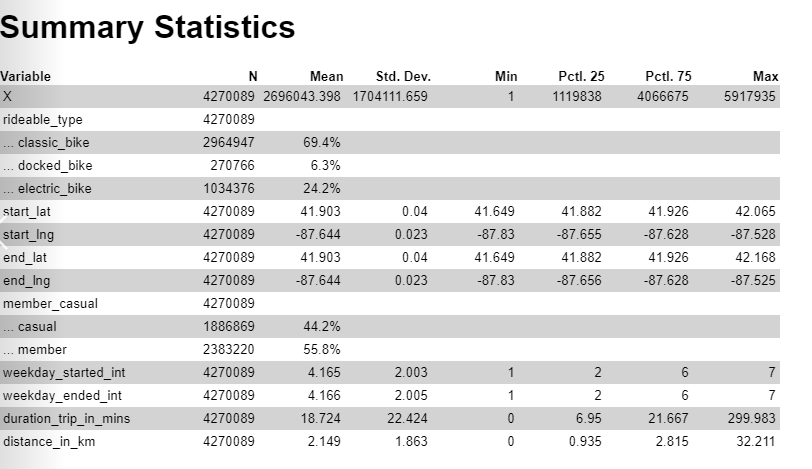 Summary Statistics
Variable N Mean Std. Dev. Min Pctl. 25 Pctl. 75 Max
X 4270089 2696043.398 1704111.659 1 1119838 4066675 5917935
rideable_type 4270089
... classic_bike 2964947 69.4%
... docked_bike 270766 6.3%
... electric_bike 1034376 24.2%
start_lat 4270089 41.903 0.04 41.649 41.882 41.926 42.065
start_lng 4270089 -87.644 0.023 -87.83 -87.655 -87.628 -87.528
end_lat 4270089 41.903 0.04 41.649 41.882 41.926 42.168
end_lng 4270089 -87.644 0.023 -87.83 -87.656 -87.628 -87.525
member_casual 4270089
... casual 1886869 44.2%
... member 2383220 55.8%
weekday_started_int 4270089 4.165 2.003 1 2 6 7
weekday_ended_int 4270089 4.166 2.005 1 2 6 7
duration_trip_in_mins 4270089 18.724 22.424 0 6.95 21.667 299.983
distance_in_km 4270089 2.149 1.863 0 0.935 2.815 32.211